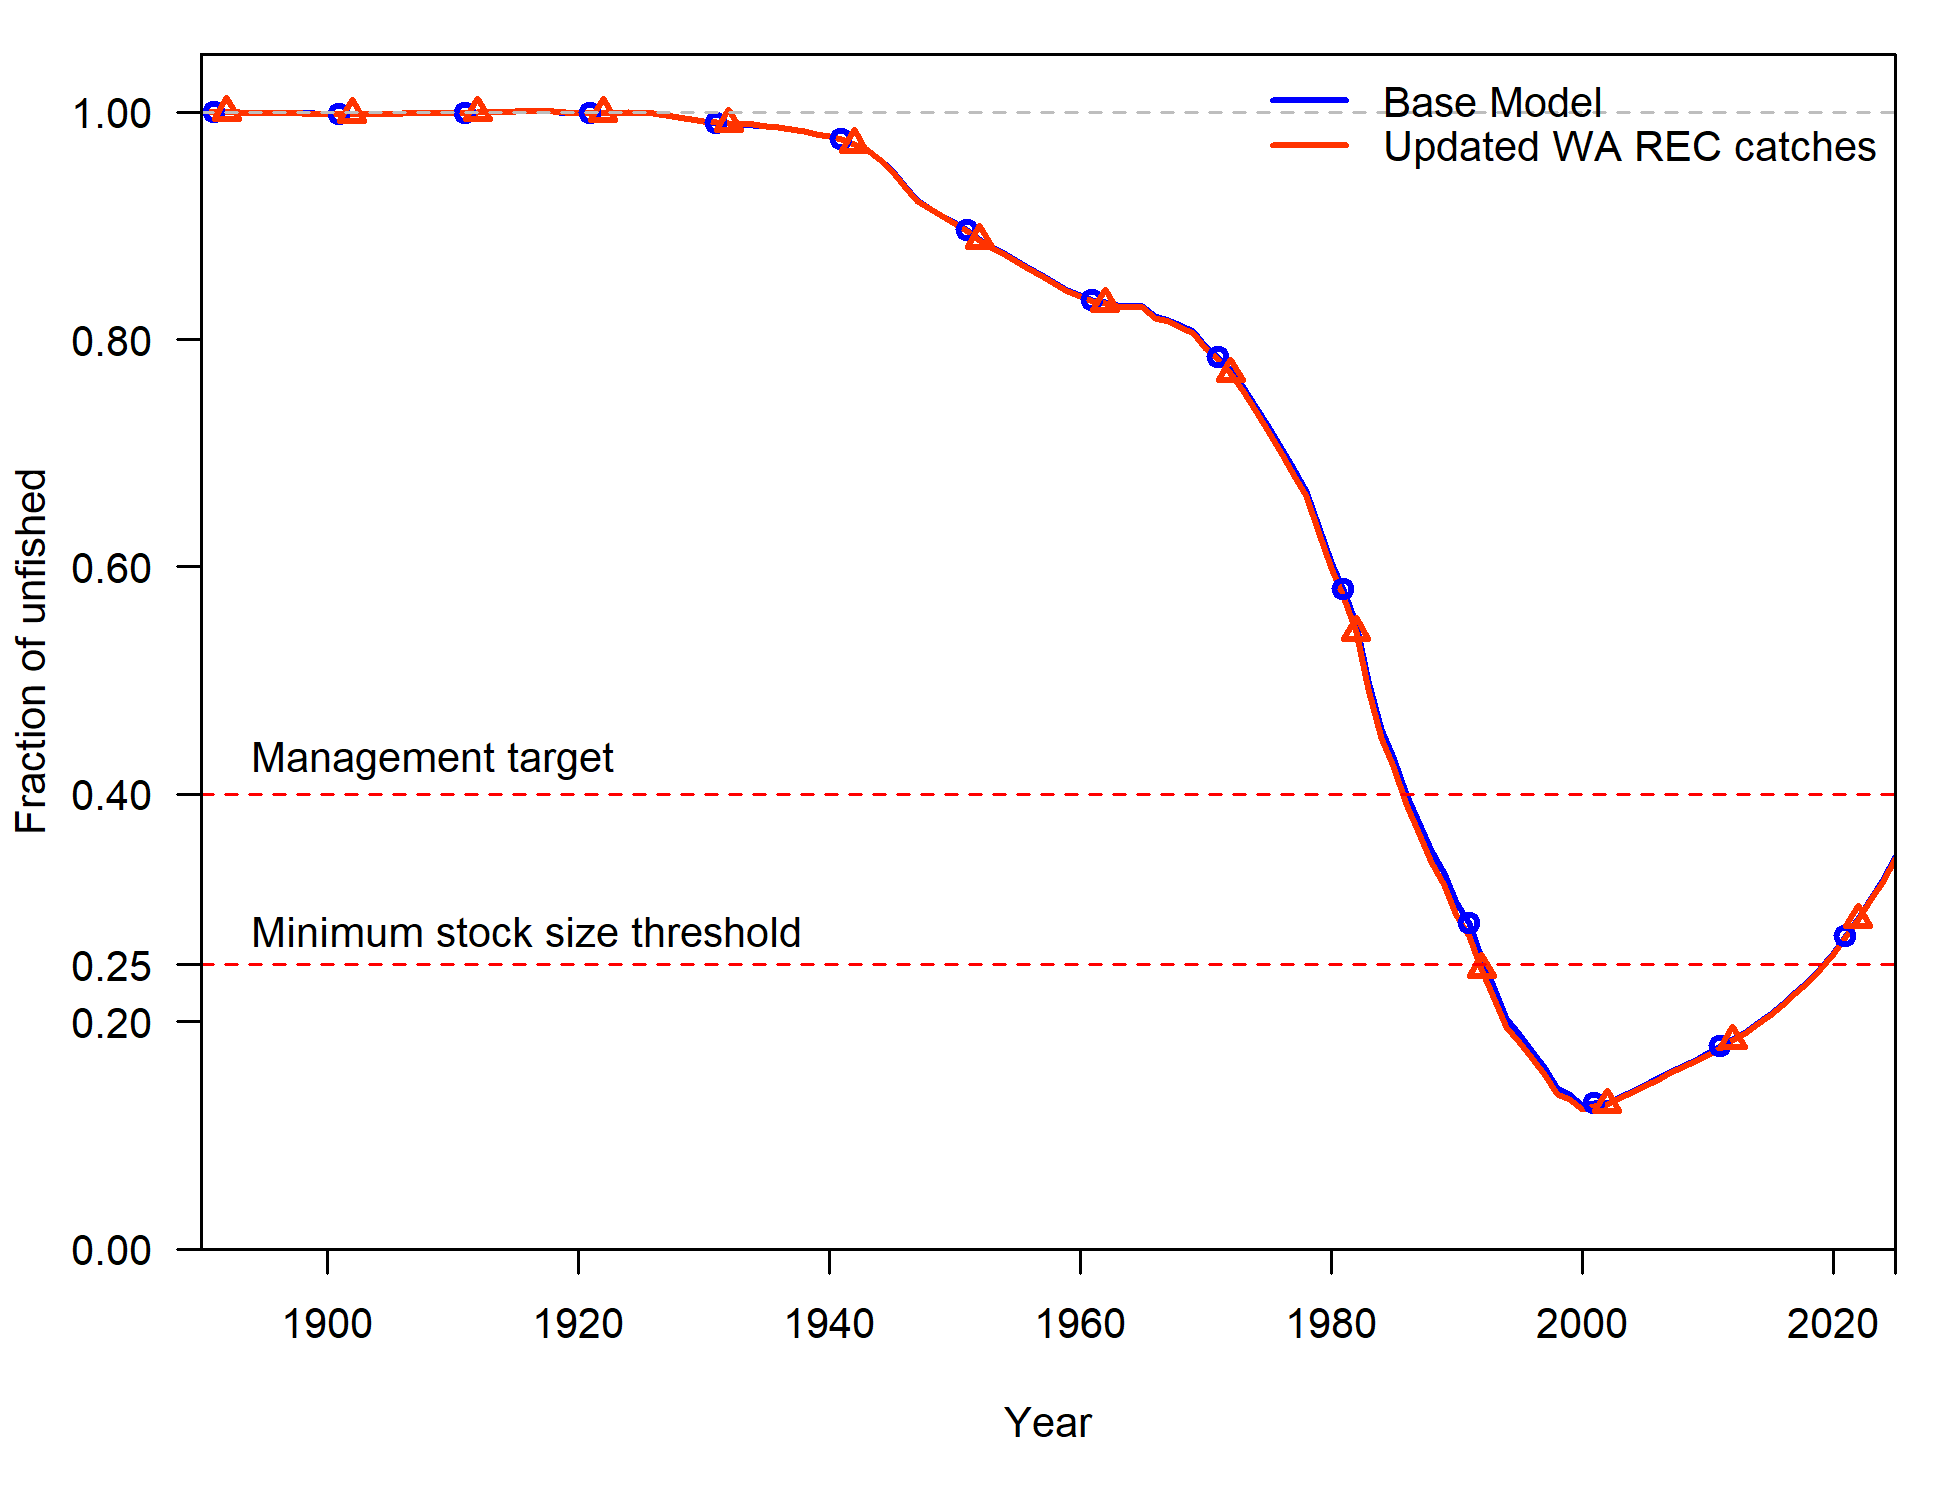 Base Model
Updated WA REC catches
Management target
Minimum stock size threshold
Fraction of unfished
1.00
0.80
0.60
0.40
0.25
0.20
0.00
1900 1920 1940 1960 1980 2000 2020
Year